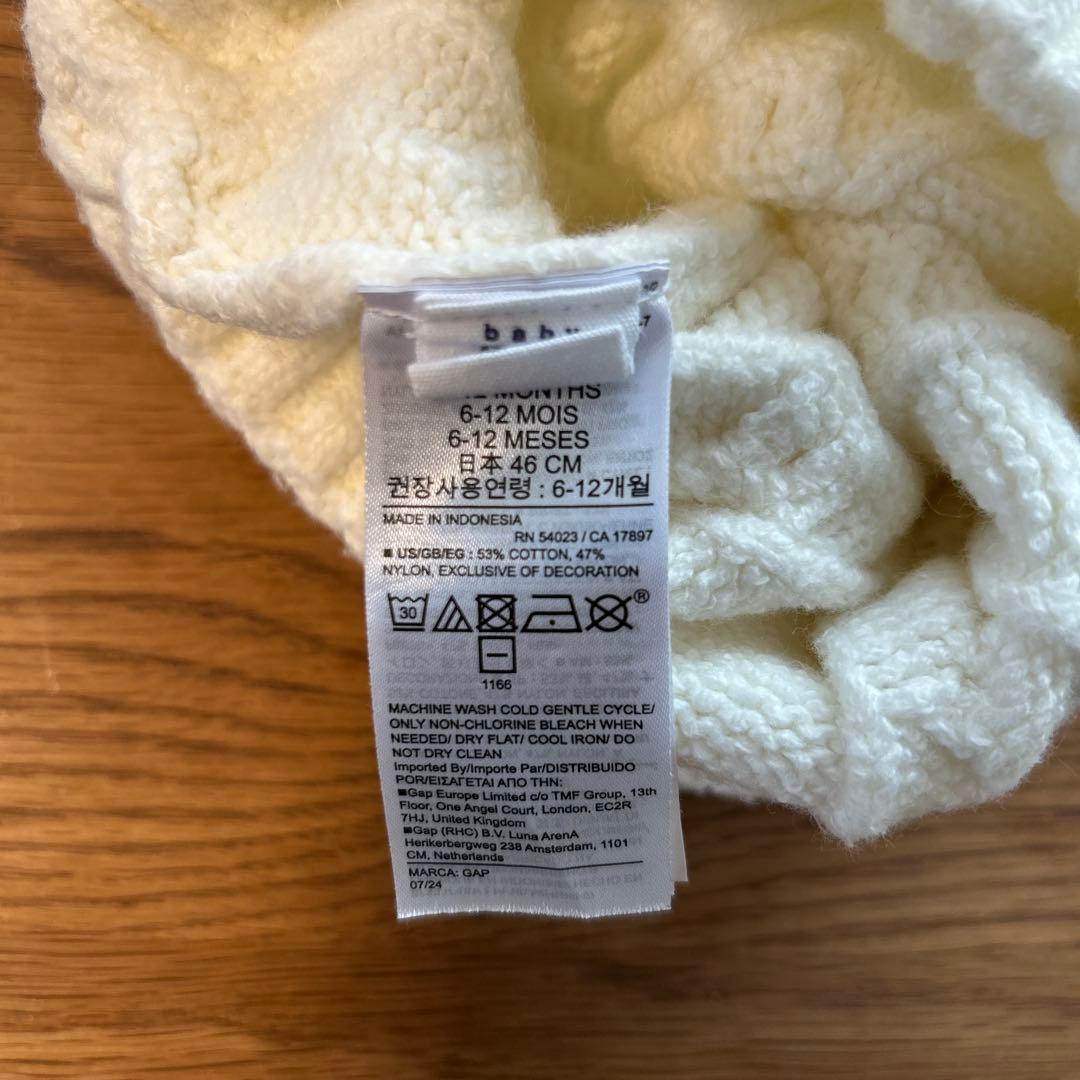 baby
MONTHS
6-12 MOIS
6-12 MESES
日本 46 CM
권장사용연령 : 6-12개월
MADE IN INDONESIA
RN 54023 / CA 17897
■ US/GB/EG : 53% COTTON, 47%
NYLON, EXCLUSIVE OF DECORATION
30
®
1166
MACHINE WASH COLD GENTLE CYCLE/
ONLY NON-CHLORINE BLEACH WHEN
NEEDED/ DRY FLAT/ COOL IRON/ DO
NOT DRY CLEAN
Imported By/Importe Par/DISTRIBUIDO
POR/ΕΙΣΑΓΕΤΑΙ ΑΠΟ ΤΗΝ:
■Gap Europe Limited c/o TMF Group, 13th
Floor, One Angel Court, London, EC2R
7HJ, United Kingdom
■Gap (RHC) B.V. Luna ArenA
Herikerbergweg 238 Amsterdam, 1101
CM, Netherlands
MARCA: GAP
07/24